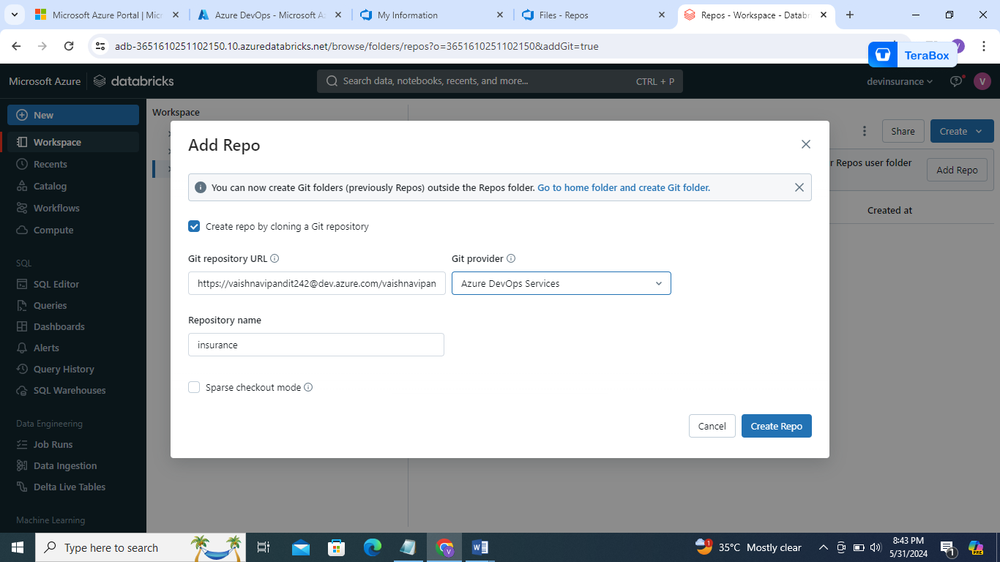 Microsoft Azure Portal | Micr
Azure DevOps - Microsoft Az
My Information
Files - Repos
Repos - Workspace - Databri
adb-3651610251102150.10.azuredatabricks.net/browse/folders/repos?o=3651610251102150&addGit=true
TeraBox
Microsoft Azure
databricks
Search data, notebooks, recents, and more...
CTRL + P
devinsurance
V
New
Workspace
Recents
Catalog
Workflows
Compute
SQL
SQL Editor
Queries
Dashboards
Alerts
Query History
SQL Warehouses
Data Engineering
Job Runs
Data Ingestion
Delta Live Tables
Machine Learning
Workspace
Share
Create
r Repos user folder
Add Repo
Created at
Add Repo
You can now create Git folders (previously Repos) outside the Repos folder. Go to home folder and create Git folder.
Create repo by cloning a Git repository
Git repository URL
Git provider
https://vaishnavipandit242@dev.azure.com/vaishnavipan
Azure DevOps Services
Repository name
insurance
Sparse checkout mode
Cancel
Create Repo
Type here to search
35°C Mostly clear
8:43 PM
5/31/2024